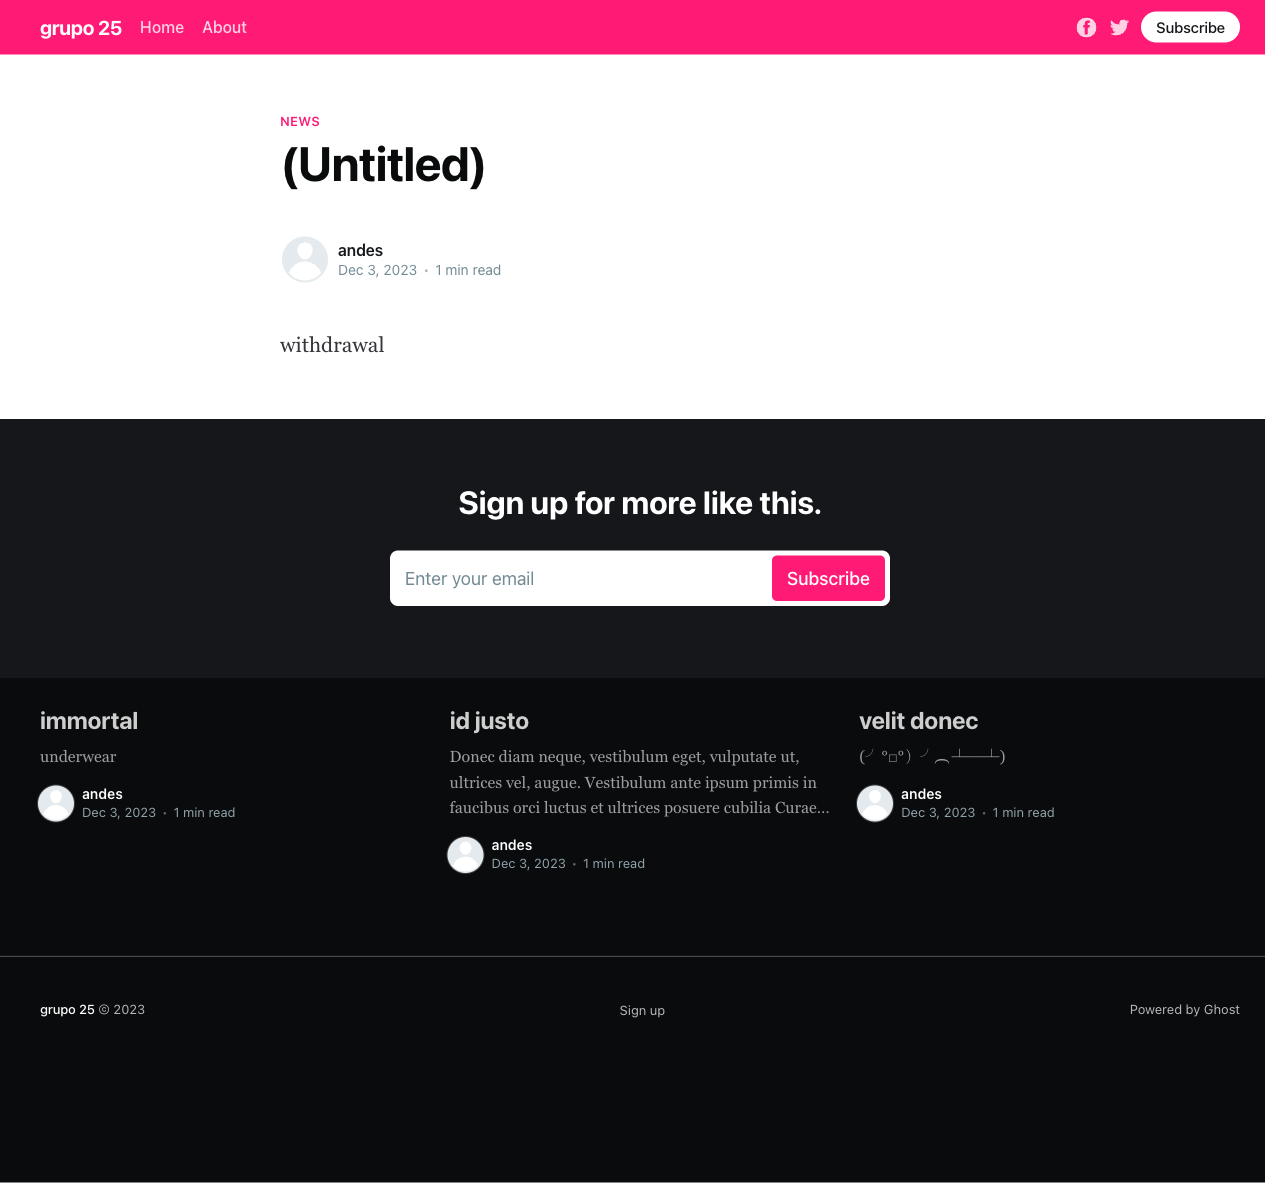 grupo 25 Home About Subscribe
NEWS
(Untitled)
andes
Dec 3, 2023 • 1 min read
withdrawal
Sign up for more like this.
Enter your email Subscribe
immortal
underwear
andes
Dec 3, 2023 • 1 min read
id justo
Donec diam neque, vestibulum eget, vulputate ut,
ultrices vel, augue. Vestibulum ante ipsum primis in
faucibus orci luctus et ultrices posuere cubilia Curae...
andes
Dec 3, 2023 • 1 min read
velit donec
(╯°□°）╯︵ ┻━┻)
andes
Dec 3, 2023 • 1 min read
grupo 25 © 2023
Sign up
Powered by Ghost